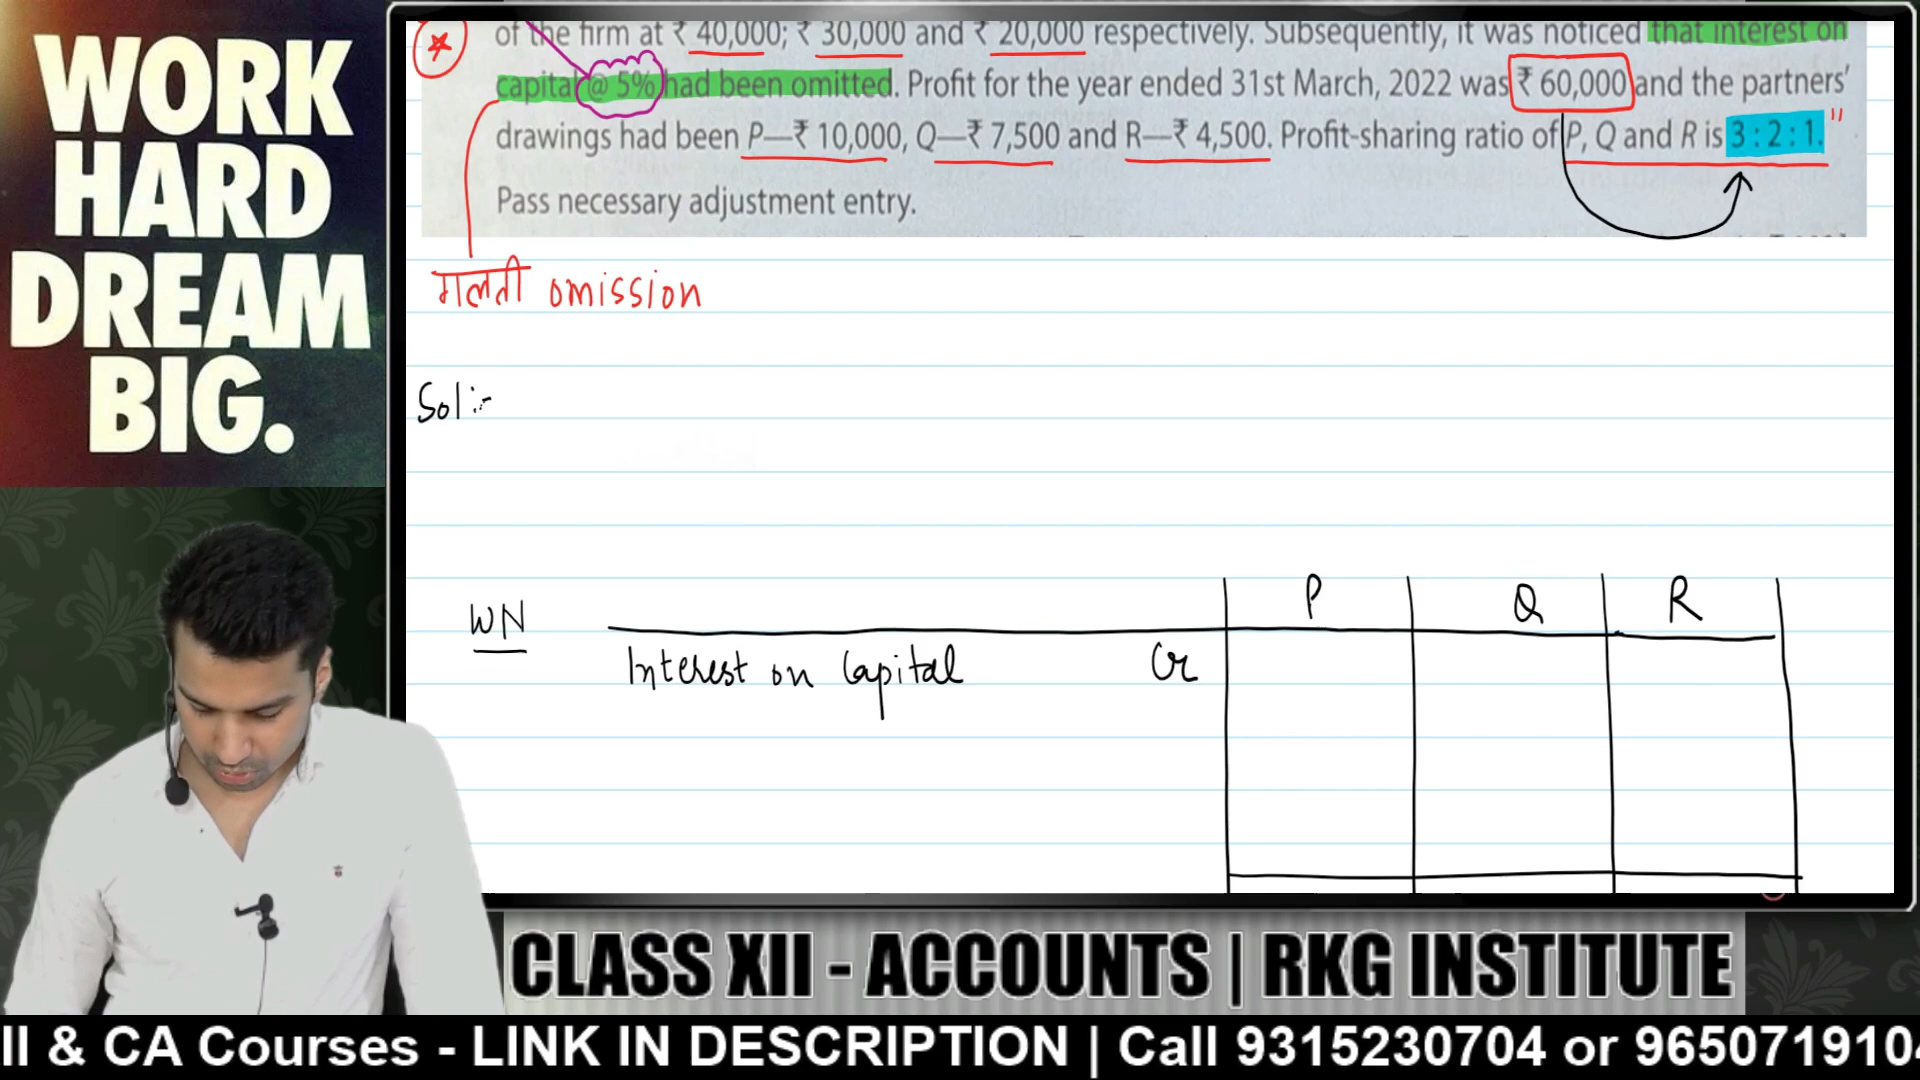 WORK
HARD
DREAM
BIG.
of the firm at ₹ 40,000; ₹ 30,000 and ₹ 20,000 respectively. Subsequently, it was noticed that interest on
capital @ 5% had been omitted. Profit for the year ended 31st March, 2022 was ₹ 60,000 and the partners'
drawings had been P—₹ 10,000, Q—₹ 7,500 and R—₹ 4,500. Profit-sharing ratio of P, Q and R is 3 : 2 : 1. "
Pass necessary adjustment entry.
गलती omission
Sol :-
WN P Q R
Interest on Capital Cr
CLASS XII - ACCOUNTS | RKG INSTITUTE
II & CA Courses - LINK IN DESCRIPTION | Call 9315230704 or 9650719104